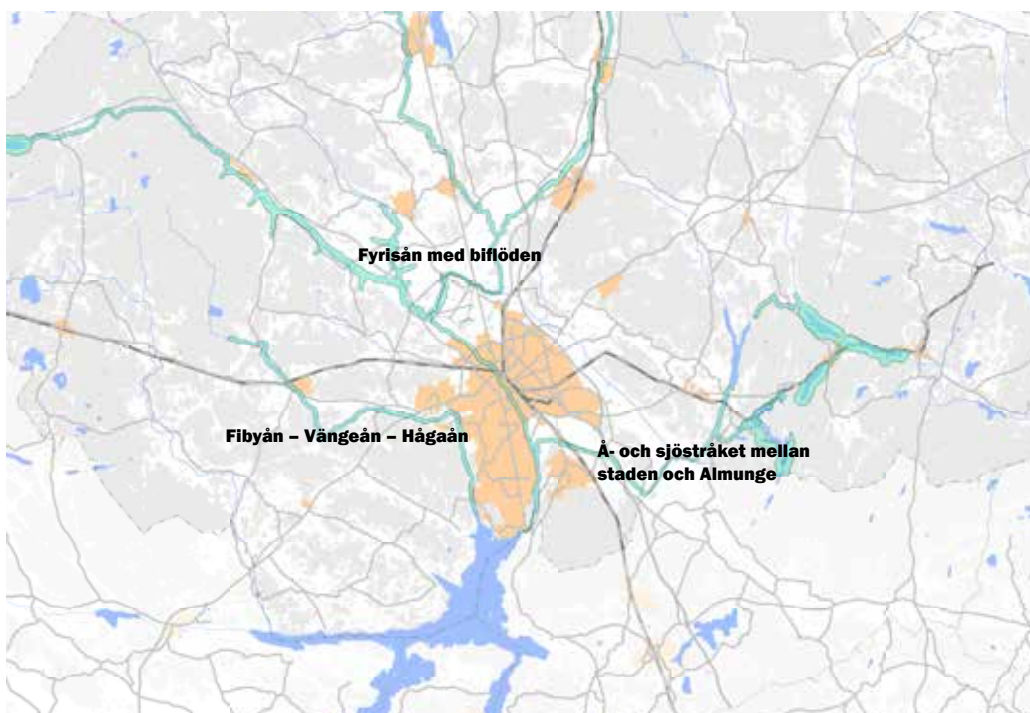 Fyrisån med biflöden
Fibyån – Vängeån – Hågaån
Å- och sjöstråket mellan
staden och Almunge